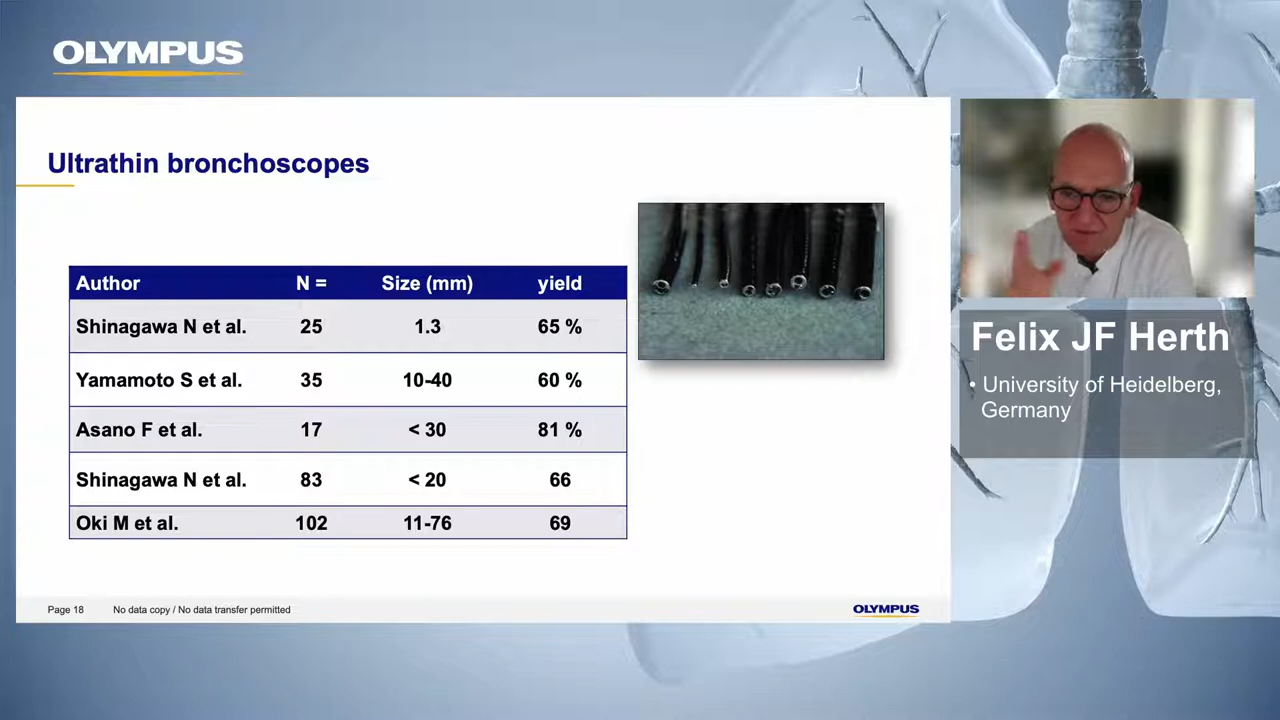 OLYMPUS
Ultrathin bronchoscopes
Author N = Size (mm) yield
Shinagawa N et al. 25 1.3 65 %
Yamamoto S et al. 35 10-40 60 %
Asano F et al. 17 < 30 81 %
Shinagawa N et al. 83 < 20 66
Oki M et al. 102 11-76 69
Page 18 No data copy / No data transfer permitted
OLYMPUS
Felix JF Herth
• University of Heidelberg,
Germany